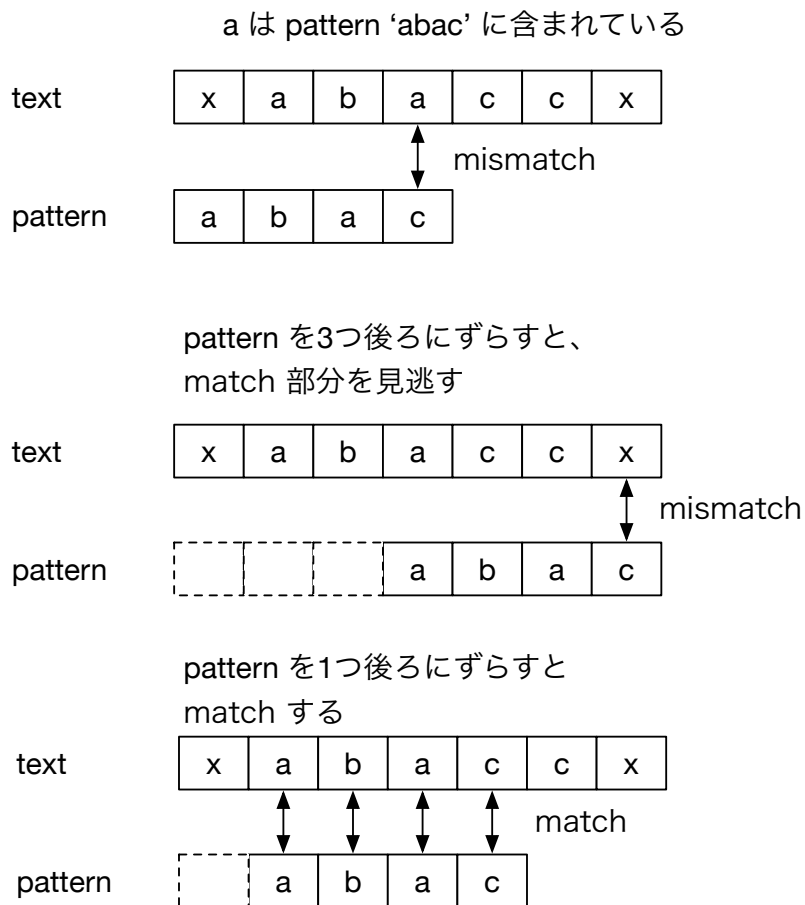 a は pattern ‘abac’ に含まれている
text x a b a c c x
mismatch
pattern a b a c
pattern を3つ後ろにずらすと、
match 部分を見逃す
text x a b a c c x
mismatch
pattern a b a c
pattern を1つ後ろにずらすと
match する
text x a b a c c x
match
pattern a b a c